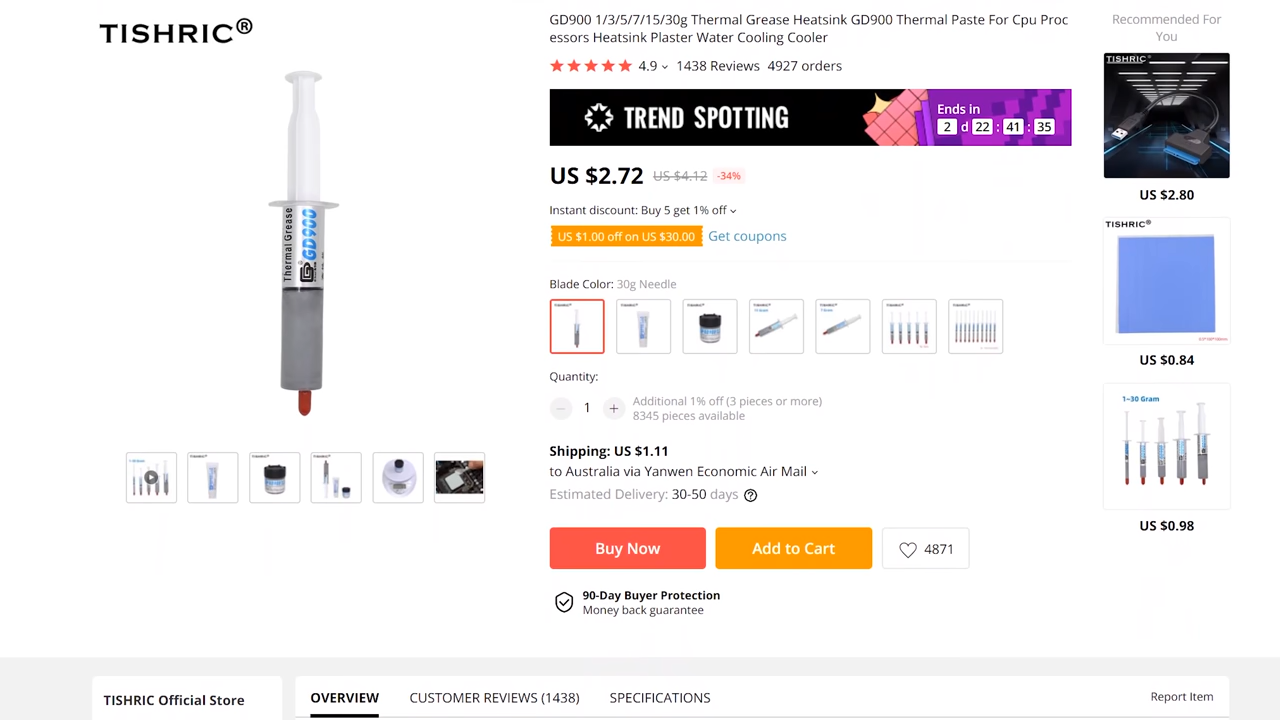 TISHRIC®
Thermal Grease
GD900
GD900 1/3/5/7/15/30g Thermal Grease Heatsink GD900 Thermal Paste For Cpu Proc
essors Heatsink Plaster Water Cooling Cooler
4.9
1438 Reviews
4927 orders
TREND SPOTTING
Ends in
2 d 22 : 41 : 35
US $2.72
US $4.12
-34%
Instant discount: Buy 5 get 1% off
US $1.00 off on US $30.00
Get coupons
Blade Color: 30g Needle
Quantity:
1
Additional 1% off (3 pieces or more)
8345 pieces available
Shipping: US $1.11
to Australia via Yanwen Economic Air Mail
Estimated Delivery: 30-50 days
Buy Now
Add to Cart
4871
90-Day Buyer Protection
Money back guarantee
Recommended For
You
TISHRIC
US $2.80
TISHRIC®
US $0.84
1~30 Gram
US $0.98
TISHRIC Official Store
OVERVIEW
CUSTOMER REVIEWS (1438)
SPECIFICATIONS
Report Item